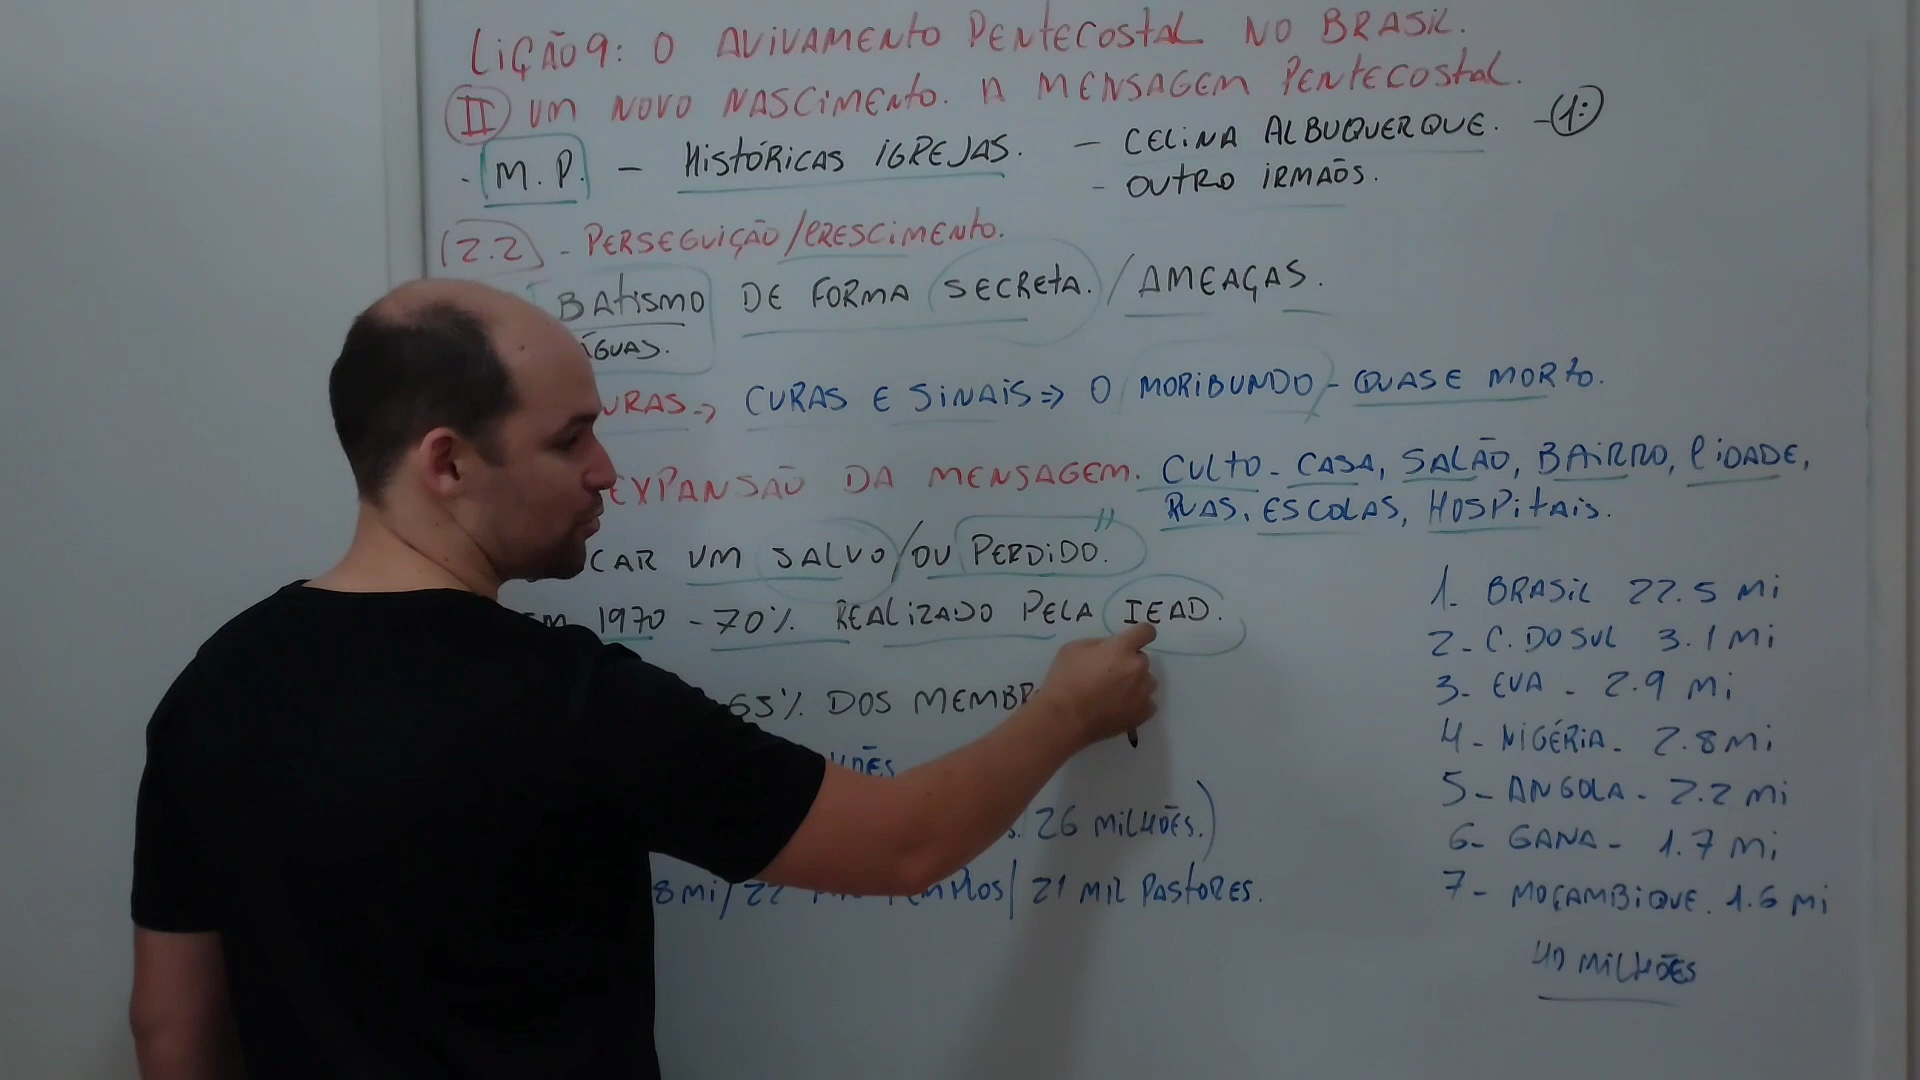 LIÇÃO 9: O AVIVAMENTO PENTECOSTAL NO BRASIL.
II UM NOVO NASCIMENTO. A MENSAGEM PENTECOSTAL.
. M.P. - HISTÓRICAS IGREJAS. - CELINA ALBUQUERQUE. - 1:
- OUTRO IRMAÕS.
2.2 - PERSEGUIÇÃO/CRESCIMENTO.
BATISMO DE FORMA SECRETA. / AMEAÇAS.
ÍGUAS.
URAS → CURAS E SINAIS ⇒ O MORIBUNDO - QUASE MORTO.
EXPANSÃO DA MENSAGEM. CULTO - CASA, SALÃO, BAIRRO, CIDADE,
RUAS, ESCOLAS, HOSPITAIS.
CAR UM SALVO/OU PERDIDO."
EM 1970 - 70% REALIZADO PELA IEAD.
65% DOS MEMBR
HÕES
S. 26 MILHÕES.)
8 MI/22 MIL TEMPLOS/ 21 MIL PASTORES.
1. BRASIL 22.5 MI
2 - C. DO SUL 3.1 MI
3 - EUA - 2.9 MI
4 - NIGÉRIA - 2.8 MI
5 - ANGOLA - 2.2 MI
6 - GANA - 1.7 MI
7 - MOÇAMBIQUE. 1.6 MI
40 MILHÕES